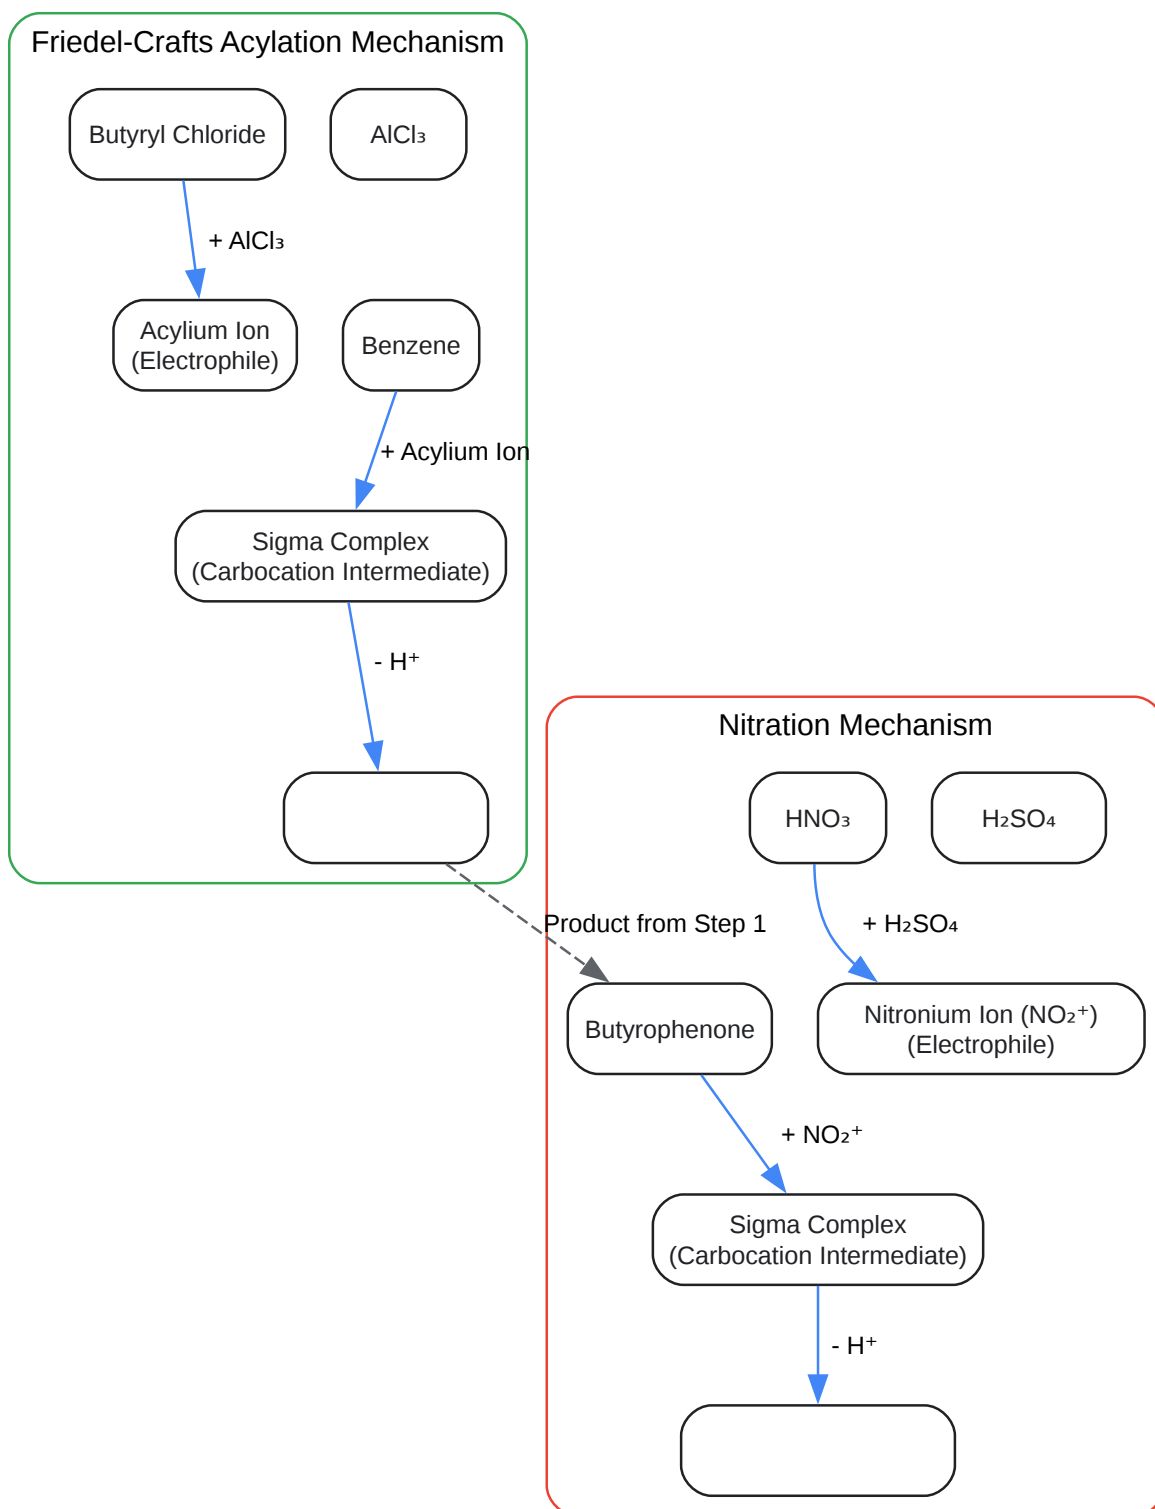 Friedel-Crafts Acylation Mechanism
Butyryl Chloride
AlCl₃
+ AlCl₃
Acylium Ion
(Electrophile)
Benzene
+ Acylium Ion
Sigma Complex
(Carbocation Intermediate)
- H⁺
Nitration Mechanism
HNO₃
H₂SO₄
Product from Step 1
+ H₂SO₄
Butyrophenone
Nitronium Ion (NO₂⁺)
(Electrophile)
+ NO₂⁺
Sigma Complex
(Carbocation Intermediate)
- H⁺